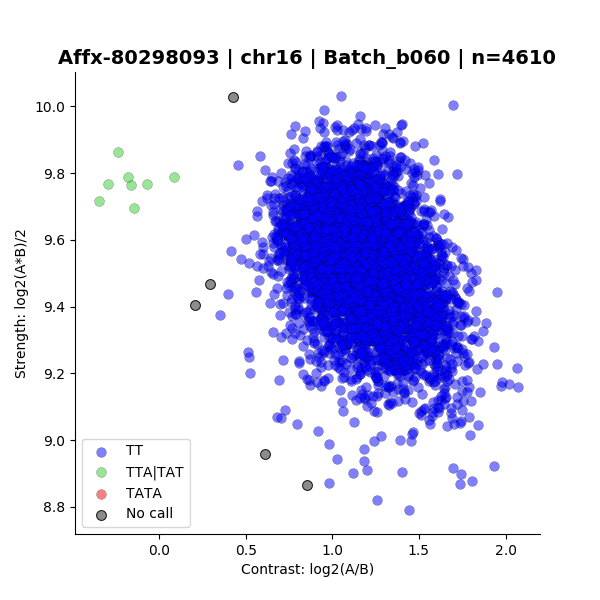 Affx-80298093 | chr16 | Batch_b060 | n=4610
10.0
9.8
9.6
9.4
9.2
9.0
8.8
Strength: log2(A*B)/2
TT
TTA|TAT
TATA
No call
0.0 0.5 1.0 1.5 2.0
Contrast: log2(A/B)